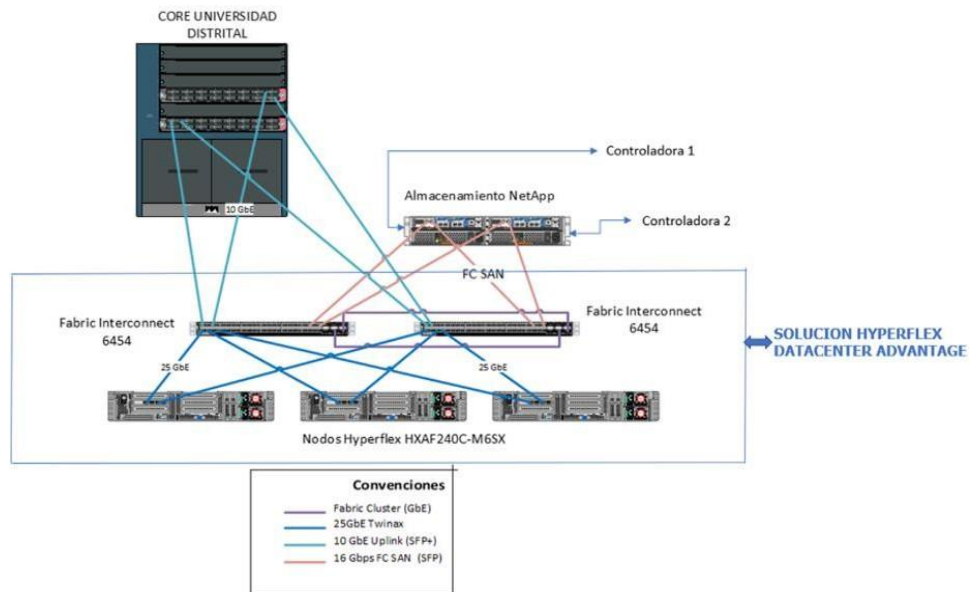 CORE UNIVERSIDAD
DISTRITAL
10 GbE
Controladora 1
Almacenamiento NetApp
Controladora 2
FC SAN
Fabric Interconnect
6454
Fabric Interconnect
6454
SOLUCION HYPERFLEX
DATACENTER ADVANTAGE
25 GbE
25 GbE
Nodos Hyperflex HXAF240C-M6SX
Convenciones
Fabric Cluster (GbE)
25GbE Twinax
10 GbE Uplink (SFP+)
16 Gbps FC SAN (SFP)